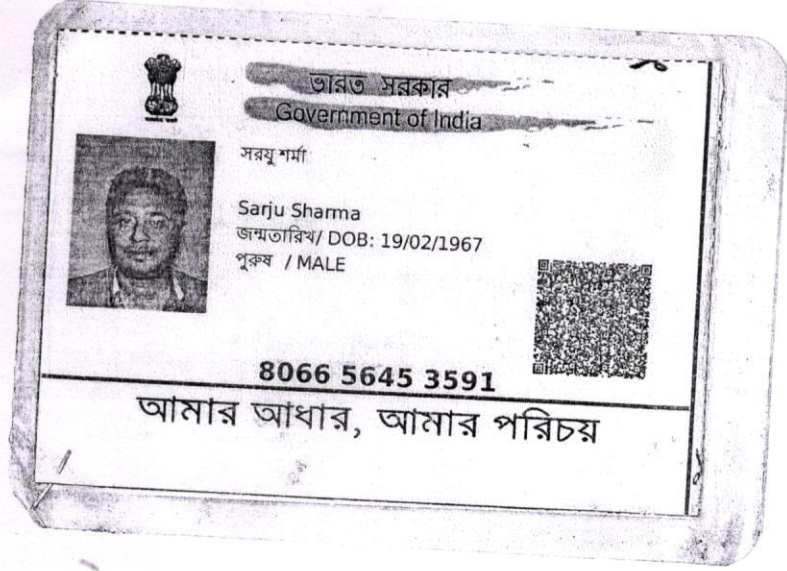 ভারত সরকার
Government of India
সরযু শর্মা
Sarju Sharma
জন্মতারিখ/ DOB: 19/02/1967
পুরুষ / MALE
8066 5645 3591
আমার আধার, আমার পরিচয়